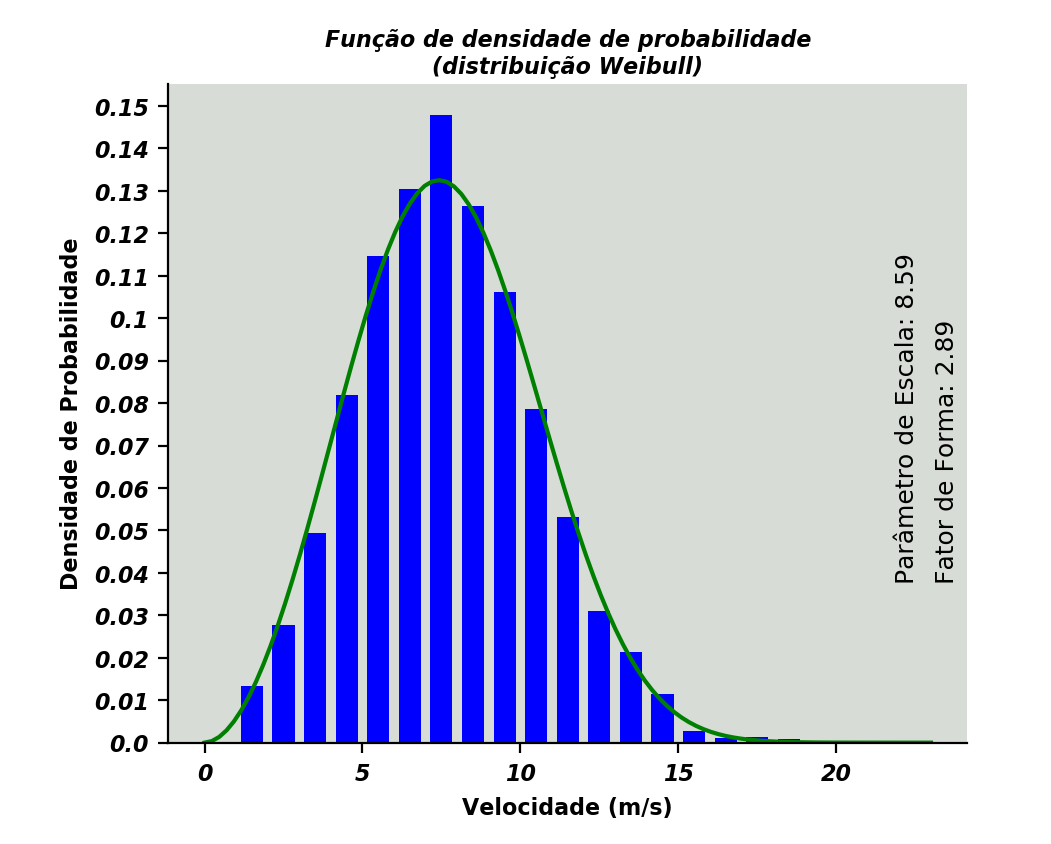 Função de densidade de probabilidade
(distribuição Weibull)
Densidade de Probabilidade
0.15
0.14
0.13
0.12
0.11
0.1
0.09
0.08
0.07
0.06
0.05
0.04
0.03
0.02
0.01
0.0
Parâmetro de Escala: 8.59
Fator de Forma: 2.89
0 5 10 15 20
Velocidade (m/s)